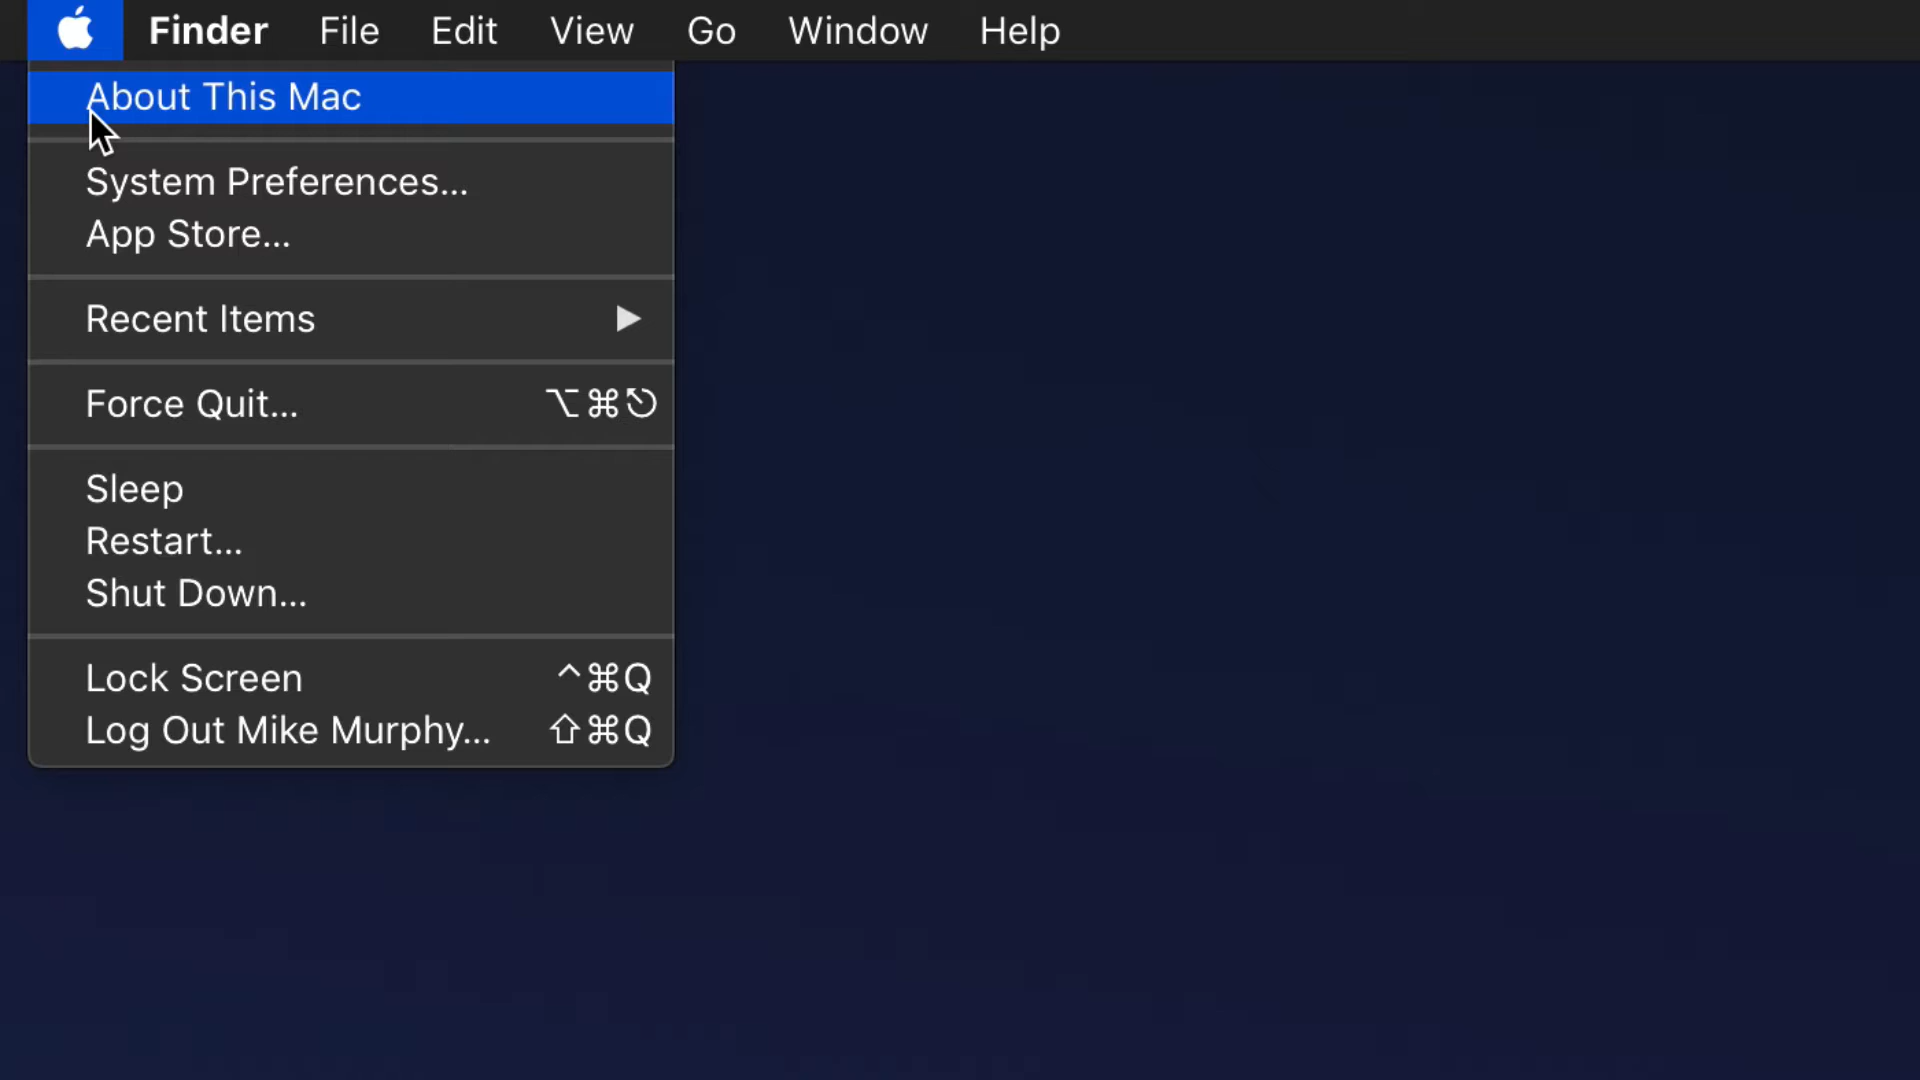 Finder File Edit View Go Window Help
About This Mac
System Preferences...
App Store...
Recent Items ▶
Force Quit... ⌥⌘⎋
Sleep
Restart...
Shut Down...
Lock Screen ^⌘Q
Log Out Mike Murphy... ⇧⌘Q